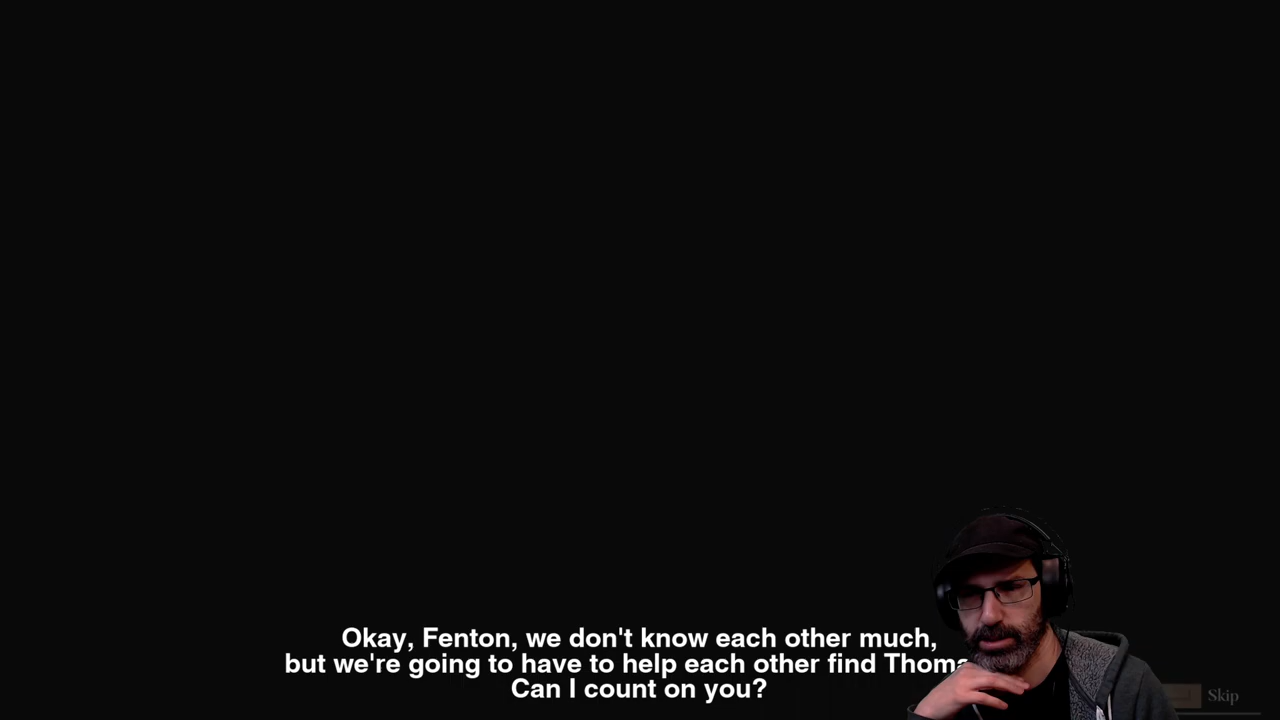 Okay, Fenton, we don't know each other much,
but we're going to have to help each other find
Can I count on you?
Skip